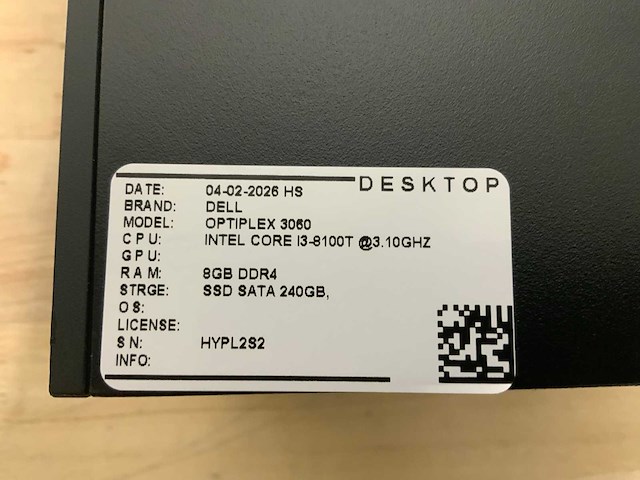 DESKTOP
DATE: 04-02-2026 HS
BRAND: DELL
MODEL: OPTIPLEX 3060
CPU: INTEL CORE I3-8100T @3.10GHZ
GPU:
RAM: 8GB DDR4
STRGE: SSD SATA 240GB,
OS:
LICENSE:
SN: HYPL2S2
INFO: